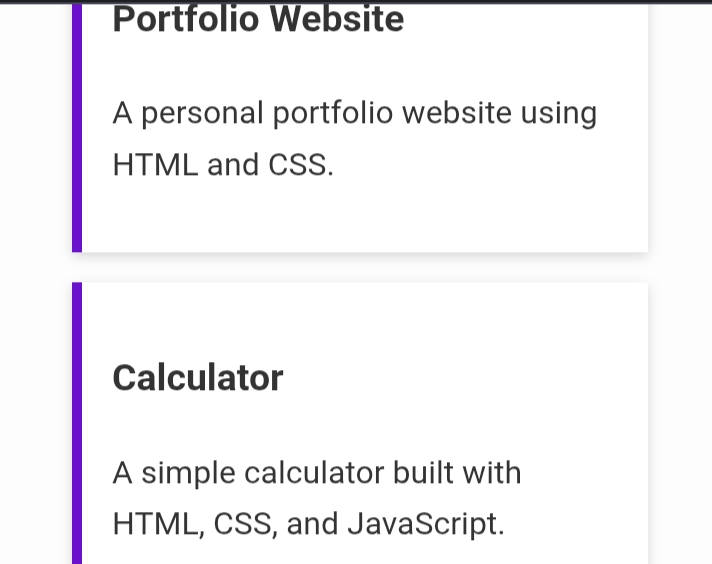 Portfolio Website
A personal portfolio website using
HTML and CSS.
Calculator
A simple calculator built with
HTML, CSS, and JavaScript.